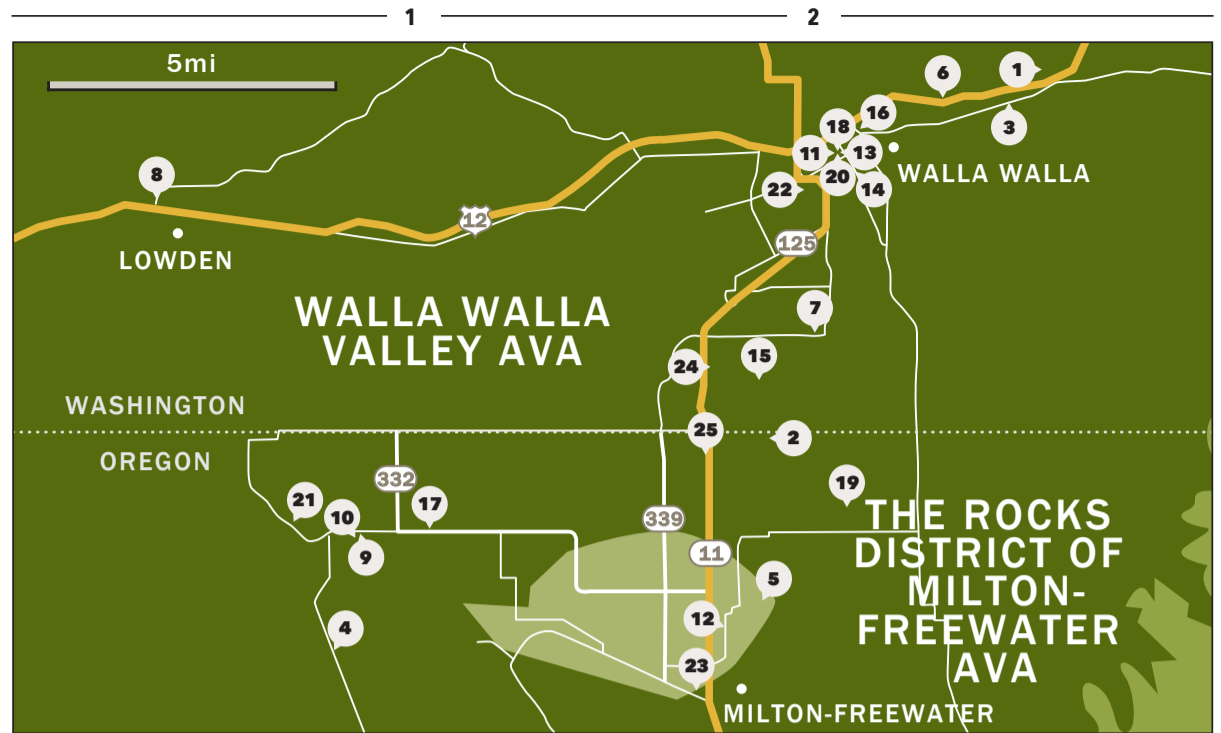 1 2
5mi
6 1
16
18 3
8 11 13
WALLA WALLA
20
22 14
12
125
LOWDEN
WALLA WALLA
VALLEY AVA
7
15
24
WASHINGTON
25 2
OREGON
332
19
21 17
10
THE ROCKS
DISTRICT OF
MILTON-
FREEWATER
AVA
339
9 11
5
12
4
23
MILTON-FREEWATER